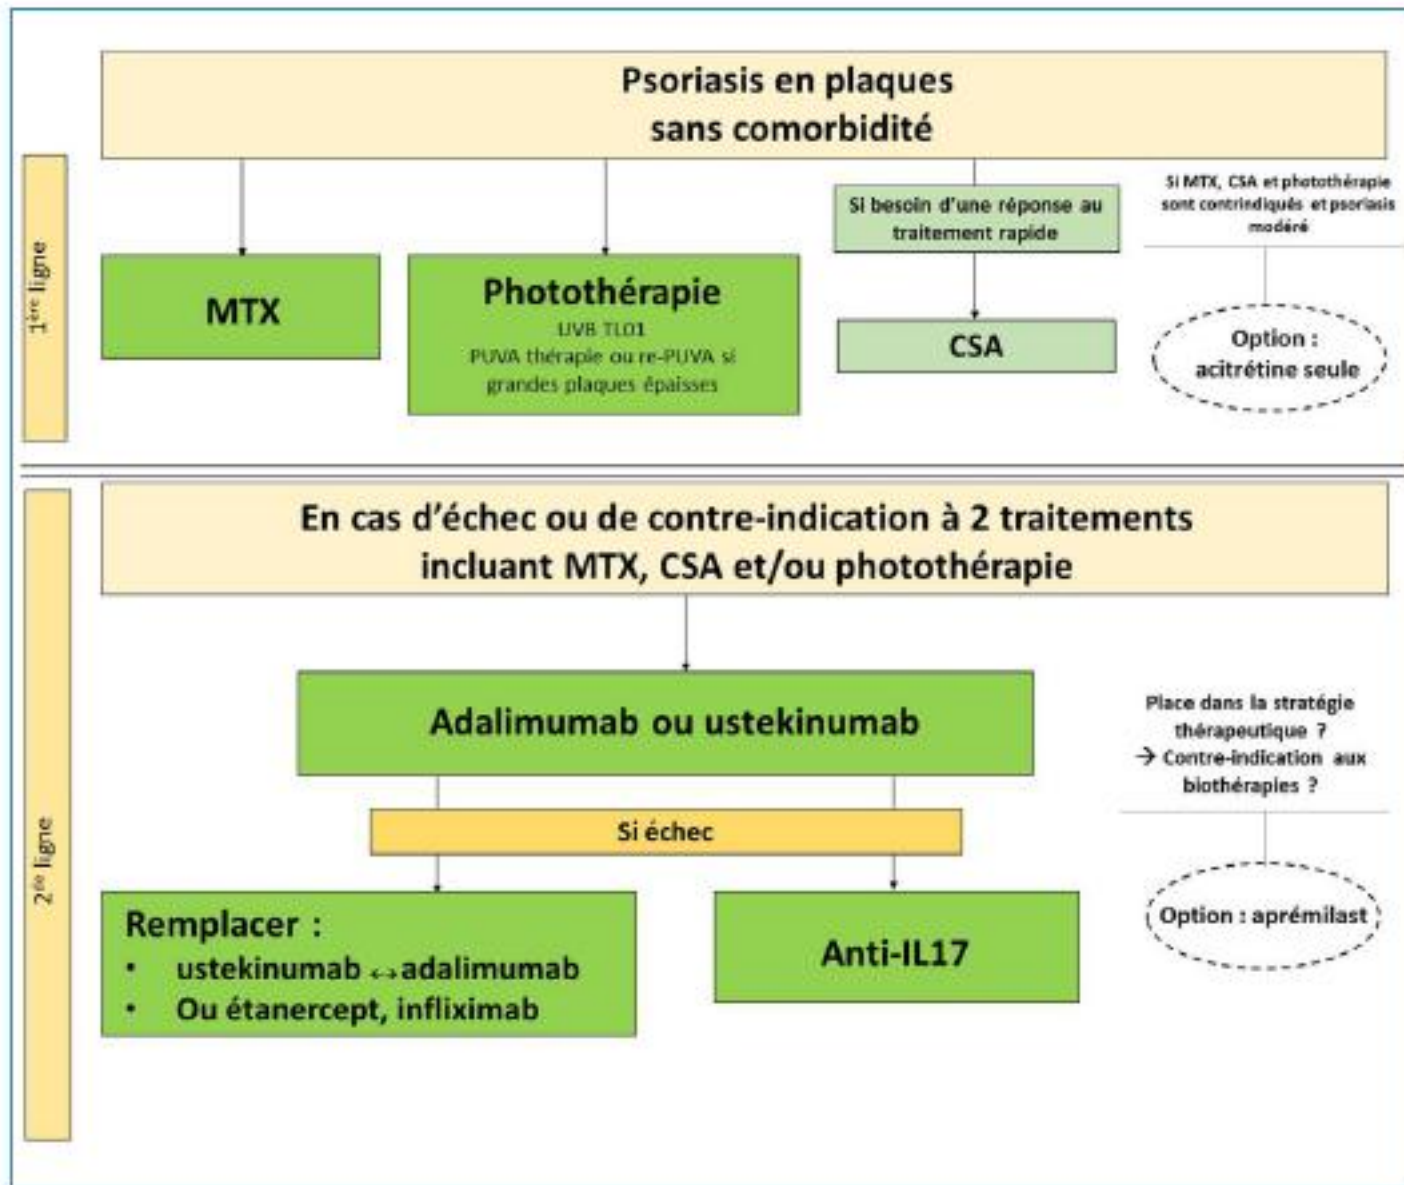 Psoriasis en plaques
sans comorbidité
1ère ligne
MTX
Photothérapie
UVB TL01
PUVA thérapie ou re-PUVA si
grandes plaques épaisses
Si besoin d'une réponse au
traitement rapide
CSA
Si MTX, CSA et photothérapie
sont contrindiqués et psoriasis
modéré
Option :
acitrétine seule
En cas d'échec ou de contre-indication à 2 traitements
incluant MTX, CSA et/ou photothérapie
2de ligne
Adalimumab ou ustekinumab
Si échec
Remplacer :
• ustekinumab ↔adalimumab
• Ou étanercept, infliximab
Anti-IL17
Place dans la stratégie
thérapeutique ?
→ Contre-indication aux
biothérapies ?
Option : aprémilast